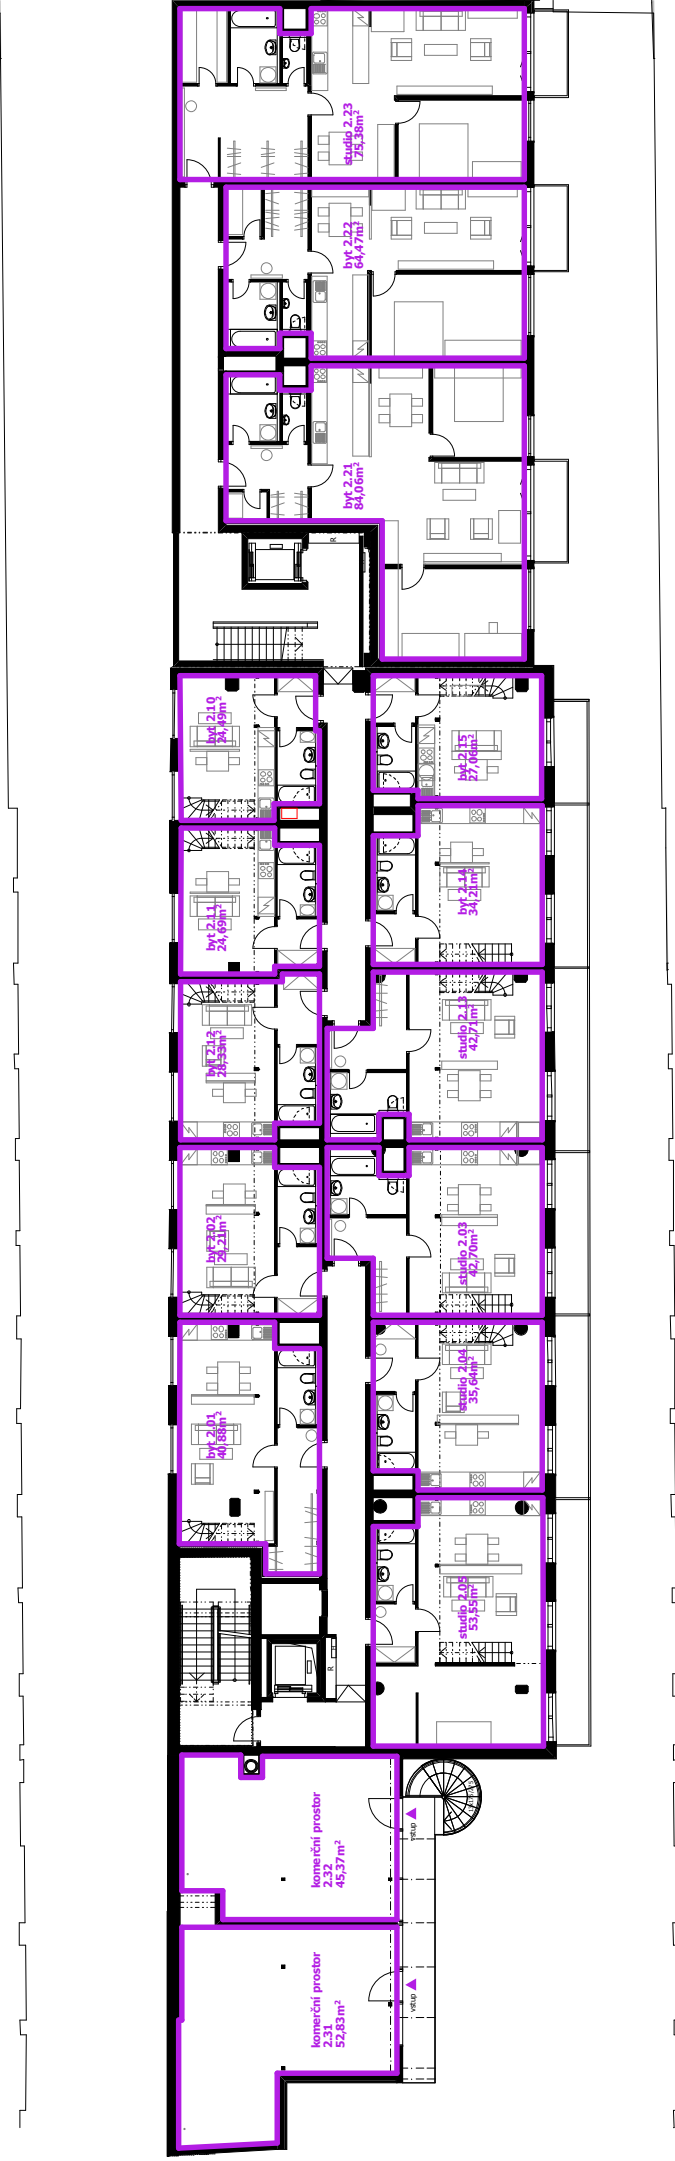 studio 2.23
75,38m²
byt 2.22
64,47m²
byt 2.21
84,06m²
R
byt 2.10
24,49m²
byt 2.15
27,06m²
byt 2.11
24,69m²
byt 2.14
34,21m²
byt 2.12
28,33m²
studio 2.13
42,71m²
byt 2.02
29,21m²
studio 2.03
42,70m²
byt 2.01
40,88m²
studio 2.04
35,64m²
studio 2.05
53,55m²
R
komerční prostor
2.32
45,37m²
vstup
komerční prostor
2.31
52,83m²
vstup